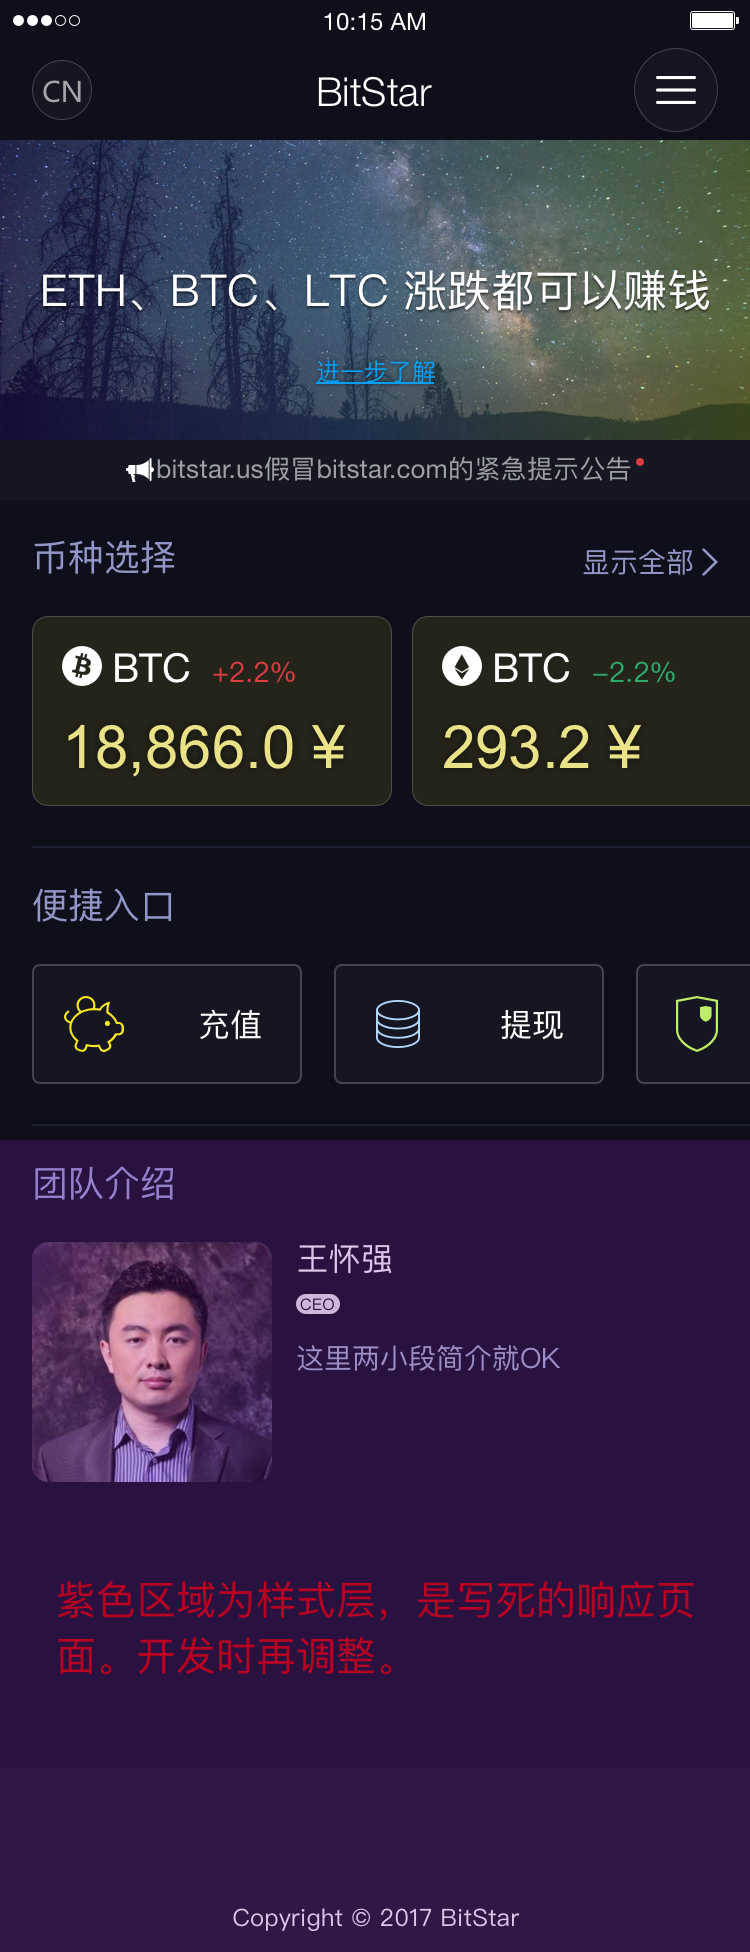 10:15 AM
CN
BitStar
ETH、BTC、LTC 涨跌都可以赚钱
进一步了解
bitstar.us假冒bitstar.com的紧急提示公告
币种选择
显示全部
BTC +2.2%
18,866.0 ¥
BTC -2.2%
293.2 ¥
便捷入口
充值
提现
团队介绍
王怀强
CEO
这里两小段简介就OK
紫色区域为样式层，是写死的响应页
面。开发时再调整。
Copyright © 2017 BitStar